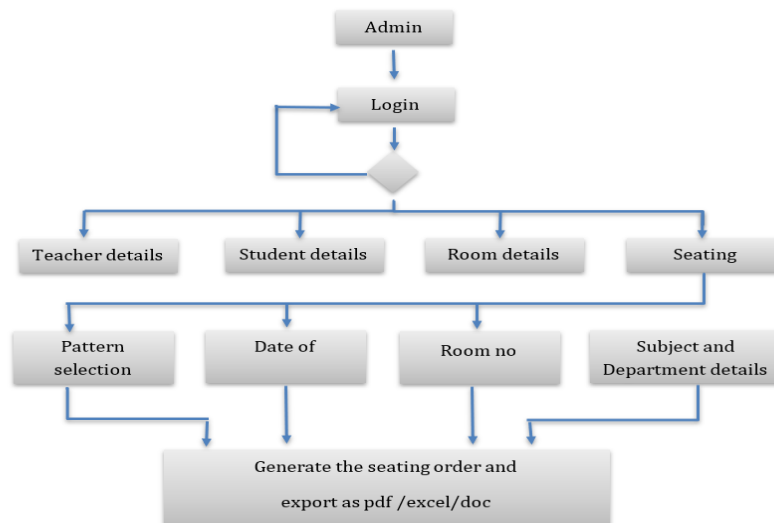 Admin
Login
Teacher details
Student details
Room details
Seating
Pattern
selection
Date of
Room no
Subject and
Department details
Generate the seating order and
export as pdf /excel/doc